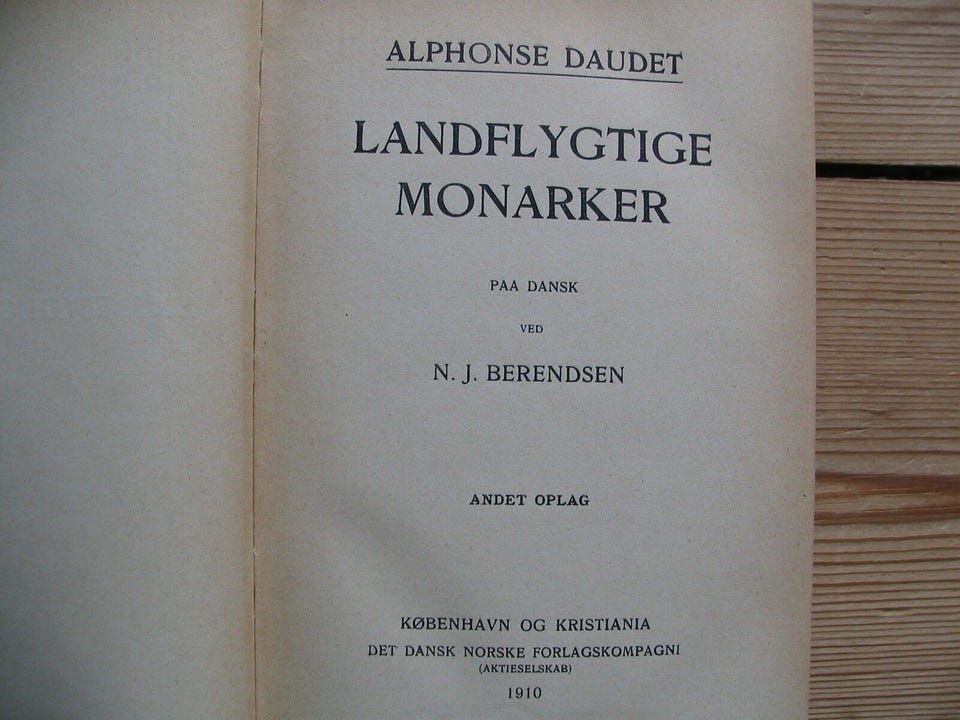 ALPHONSE DAUDET
LANDFLYGTIGE
MONARKER
PAA DANSK
VED
N. J. BERENDSEN
ANDET OPLAG
KØBENHAVN OG KRISTIANIA
DET DANSK NORSKE FORLAGSKOMPAGNI
(AKTIESELSKAB)
1910